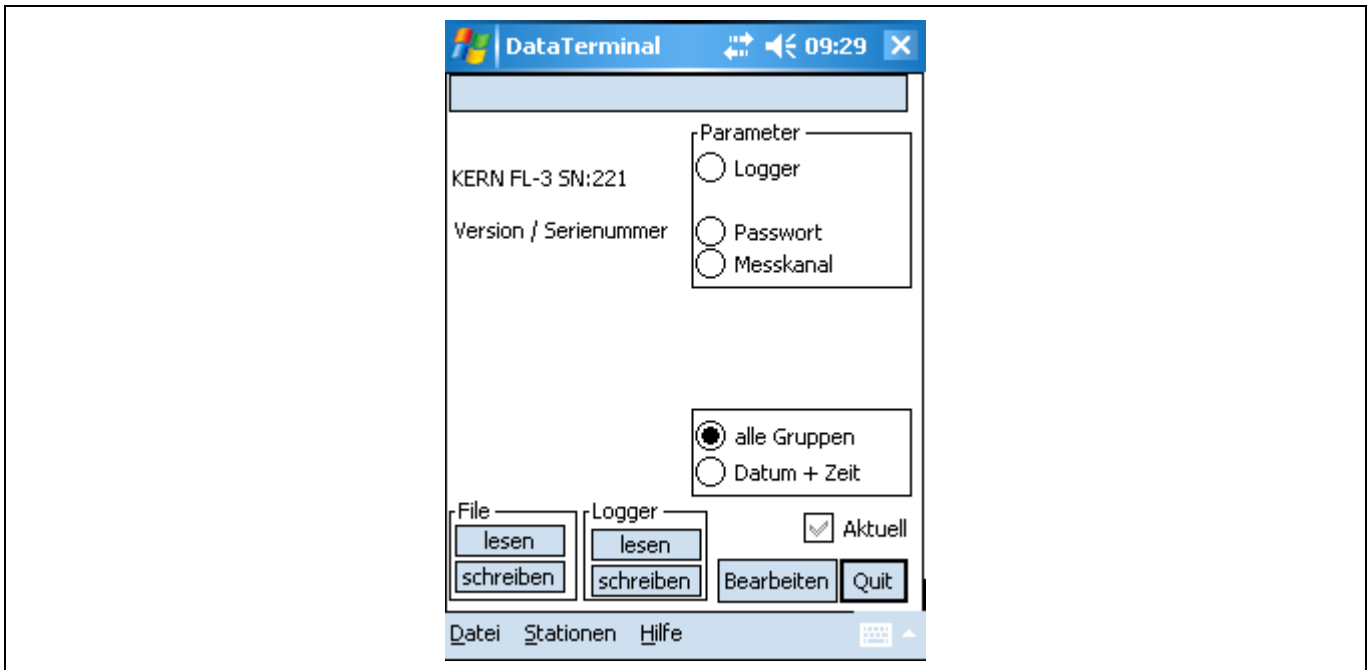 DataTerminal 09:29
Parameter
Logger
KERN FL-3 SN:221
Version / Serienummer
Passwort
Messkanal
alle Gruppen
Datum + Zeit
File
lesen
schreiben
Logger
lesen
schreiben
Aktuell
Bearbeiten
Quit
Datei Stationen Hilfe